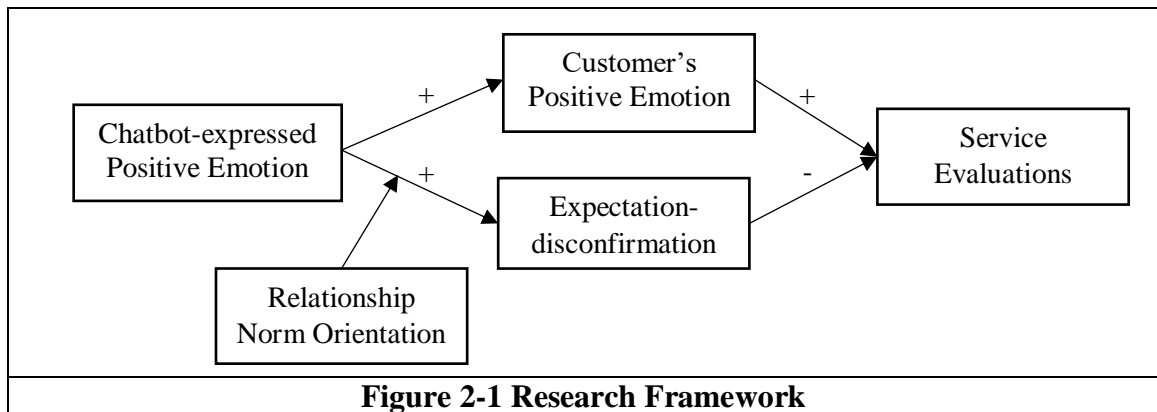 Customer’s
Positive Emotion
+
+
Chatbot-expressed
Positive Emotion
Service
Evaluations
+
-
Expectation-
disconfirmation
Relationship
Norm Orientation
Figure 2-1 Research Framework